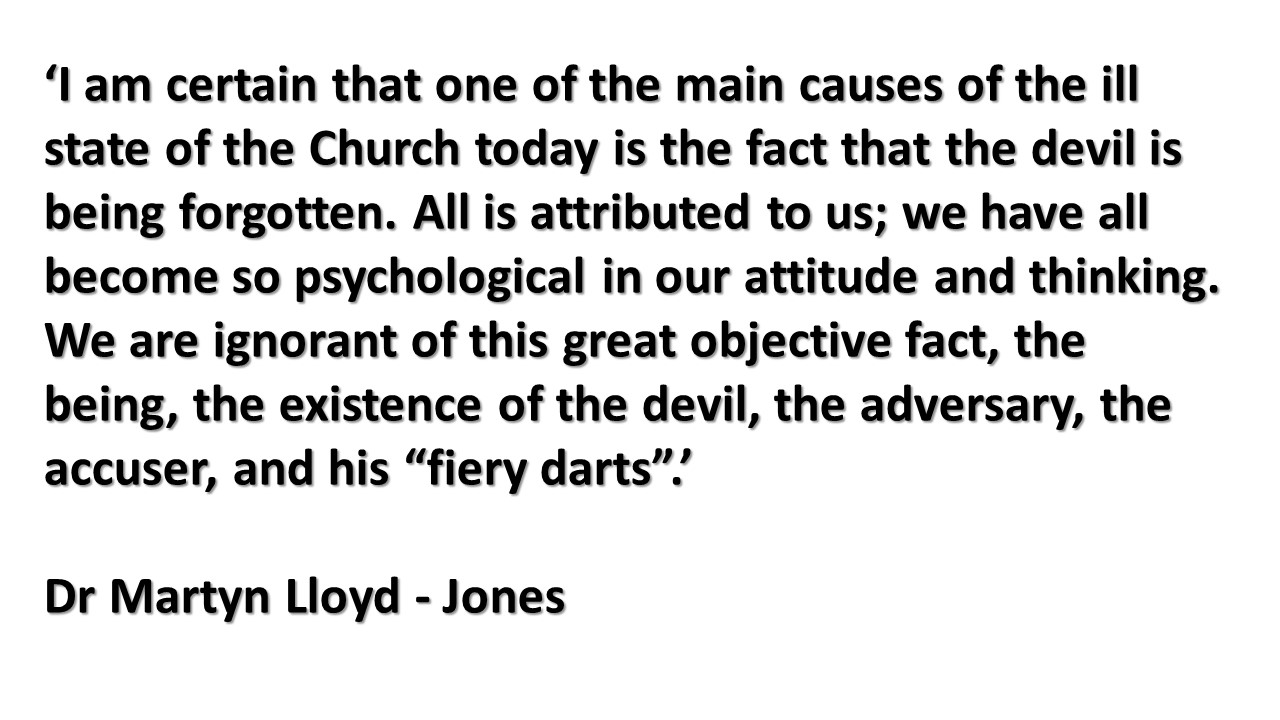 ‘I am certain that one of the main causes of the ill
state of the Church today is the fact that the devil is
being forgotten. All is attributed to us; we have all
become so psychological in our attitude and thinking.
We are ignorant of this great objective fact, the
being, the existence of the devil, the adversary, the
accuser, and his “fiery darts”.’
Dr Martyn Lloyd - Jones